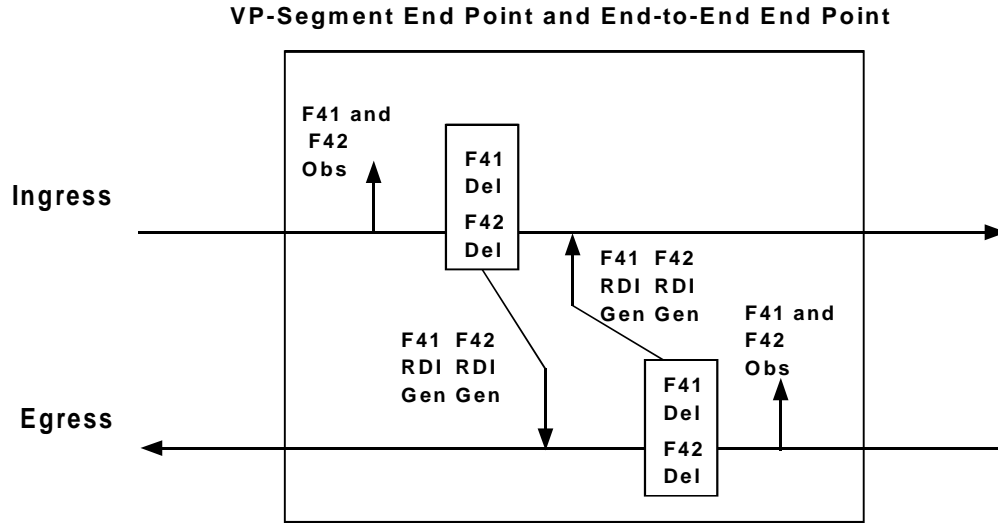 VP-Segment End Point and End-to-End End Point
F41 and
F42
Obs
F41
Del
F42
Del
Ingress
F41 F42
RDI RDI
Gen Gen
F41 and
F42
Obs
F41 F42
RDI RDI
Gen Gen
F41
Del
F42
Del
Egress